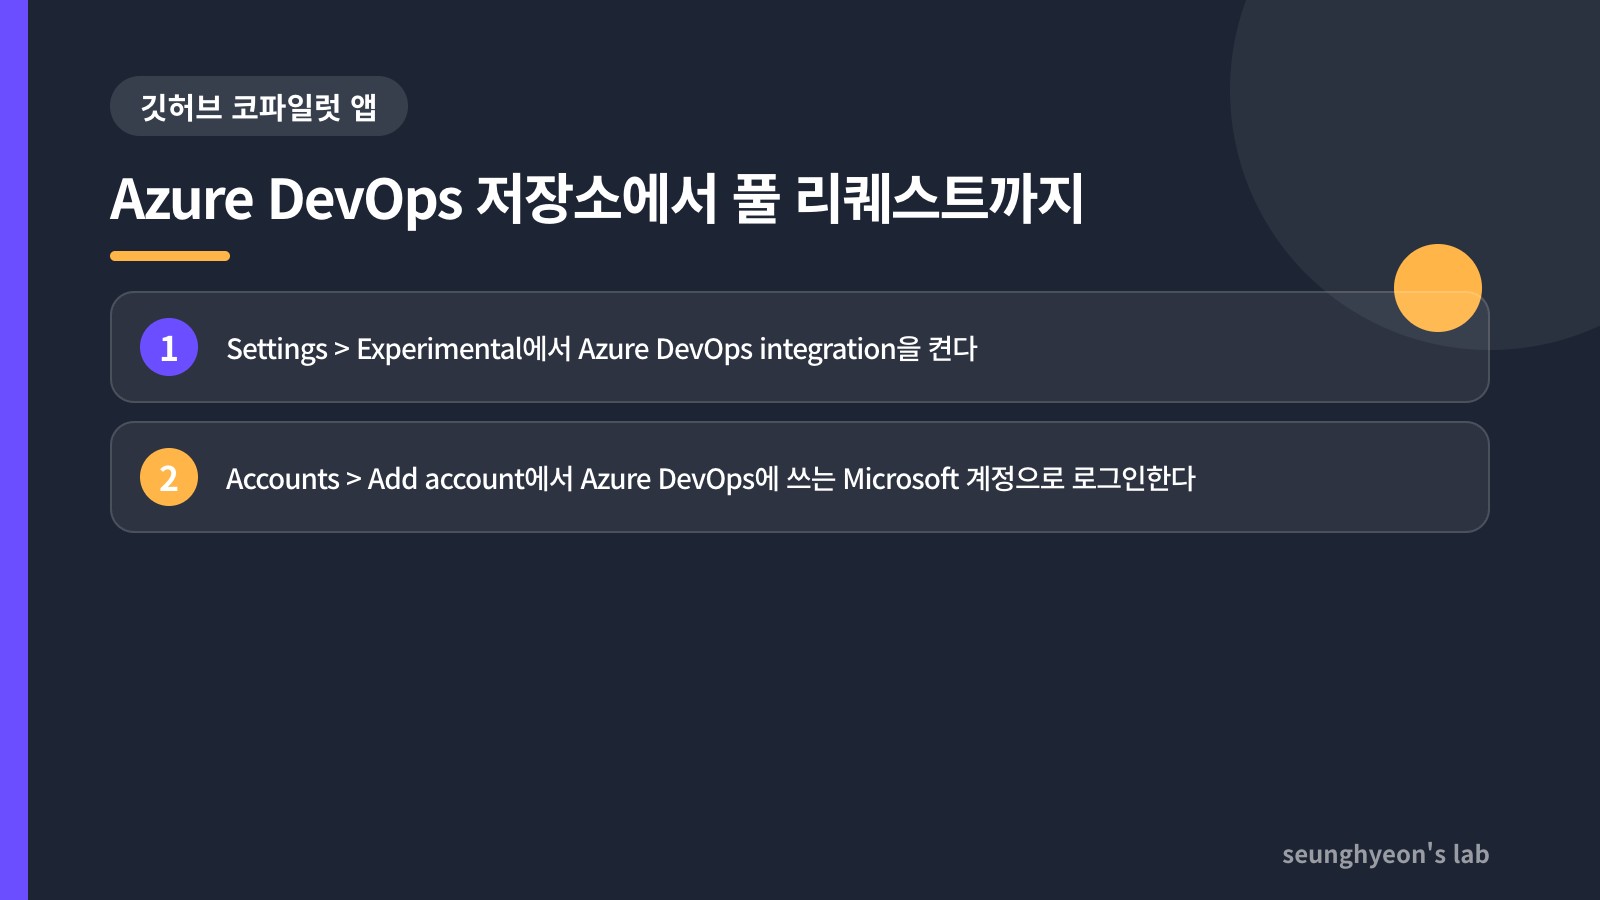 깃허브 코파일럿 앱
Azure DevOps 저장소에서 풀 리퀘스트까지
1 Settings > Experimental에서 Azure DevOps integration을 켠다
2 Accounts > Add account에서 Azure DevOps에 쓰는 Microsoft 계정으로 로그인한다
seunghyeon's lab